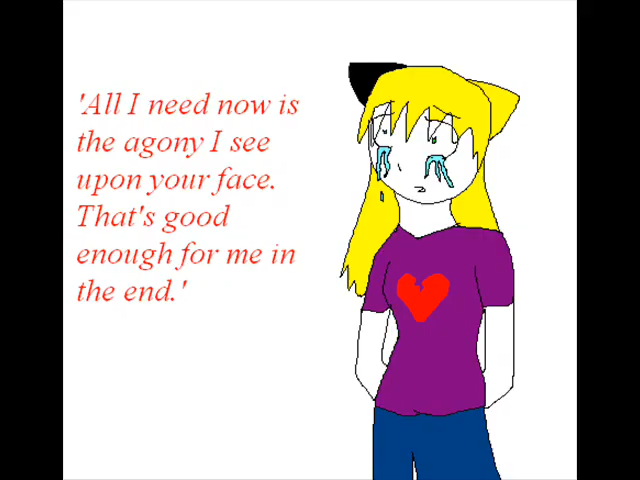 'All I need now is
the agony I see
upon your face.
That's good
enough for me in
the end.'